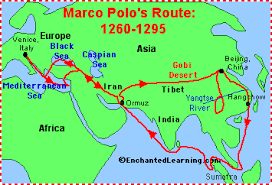 Marco Polo's Route:
1260-1295
Venice,
Italy
Europe
Black
Sea
Caspian
Sea
Asia
Gobi
Desert
Beijing,
China
Mediterranean
Sea
Iran
Ormuz
Tibet
Yangtse
River
Hangzhou
Africa
India
©EnchantedLearning.com
Sumatra